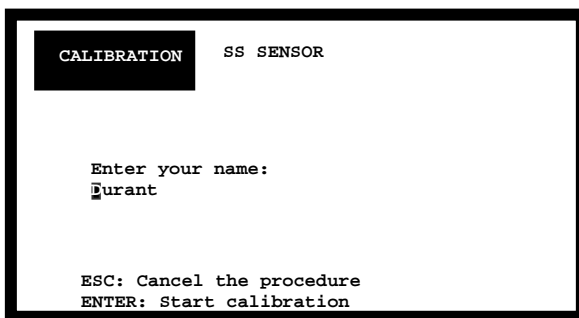 CALIBRATION SS SENSOR
Enter your name:
Durant
ESC: Cancel the procedure
ENTER: Start calibration